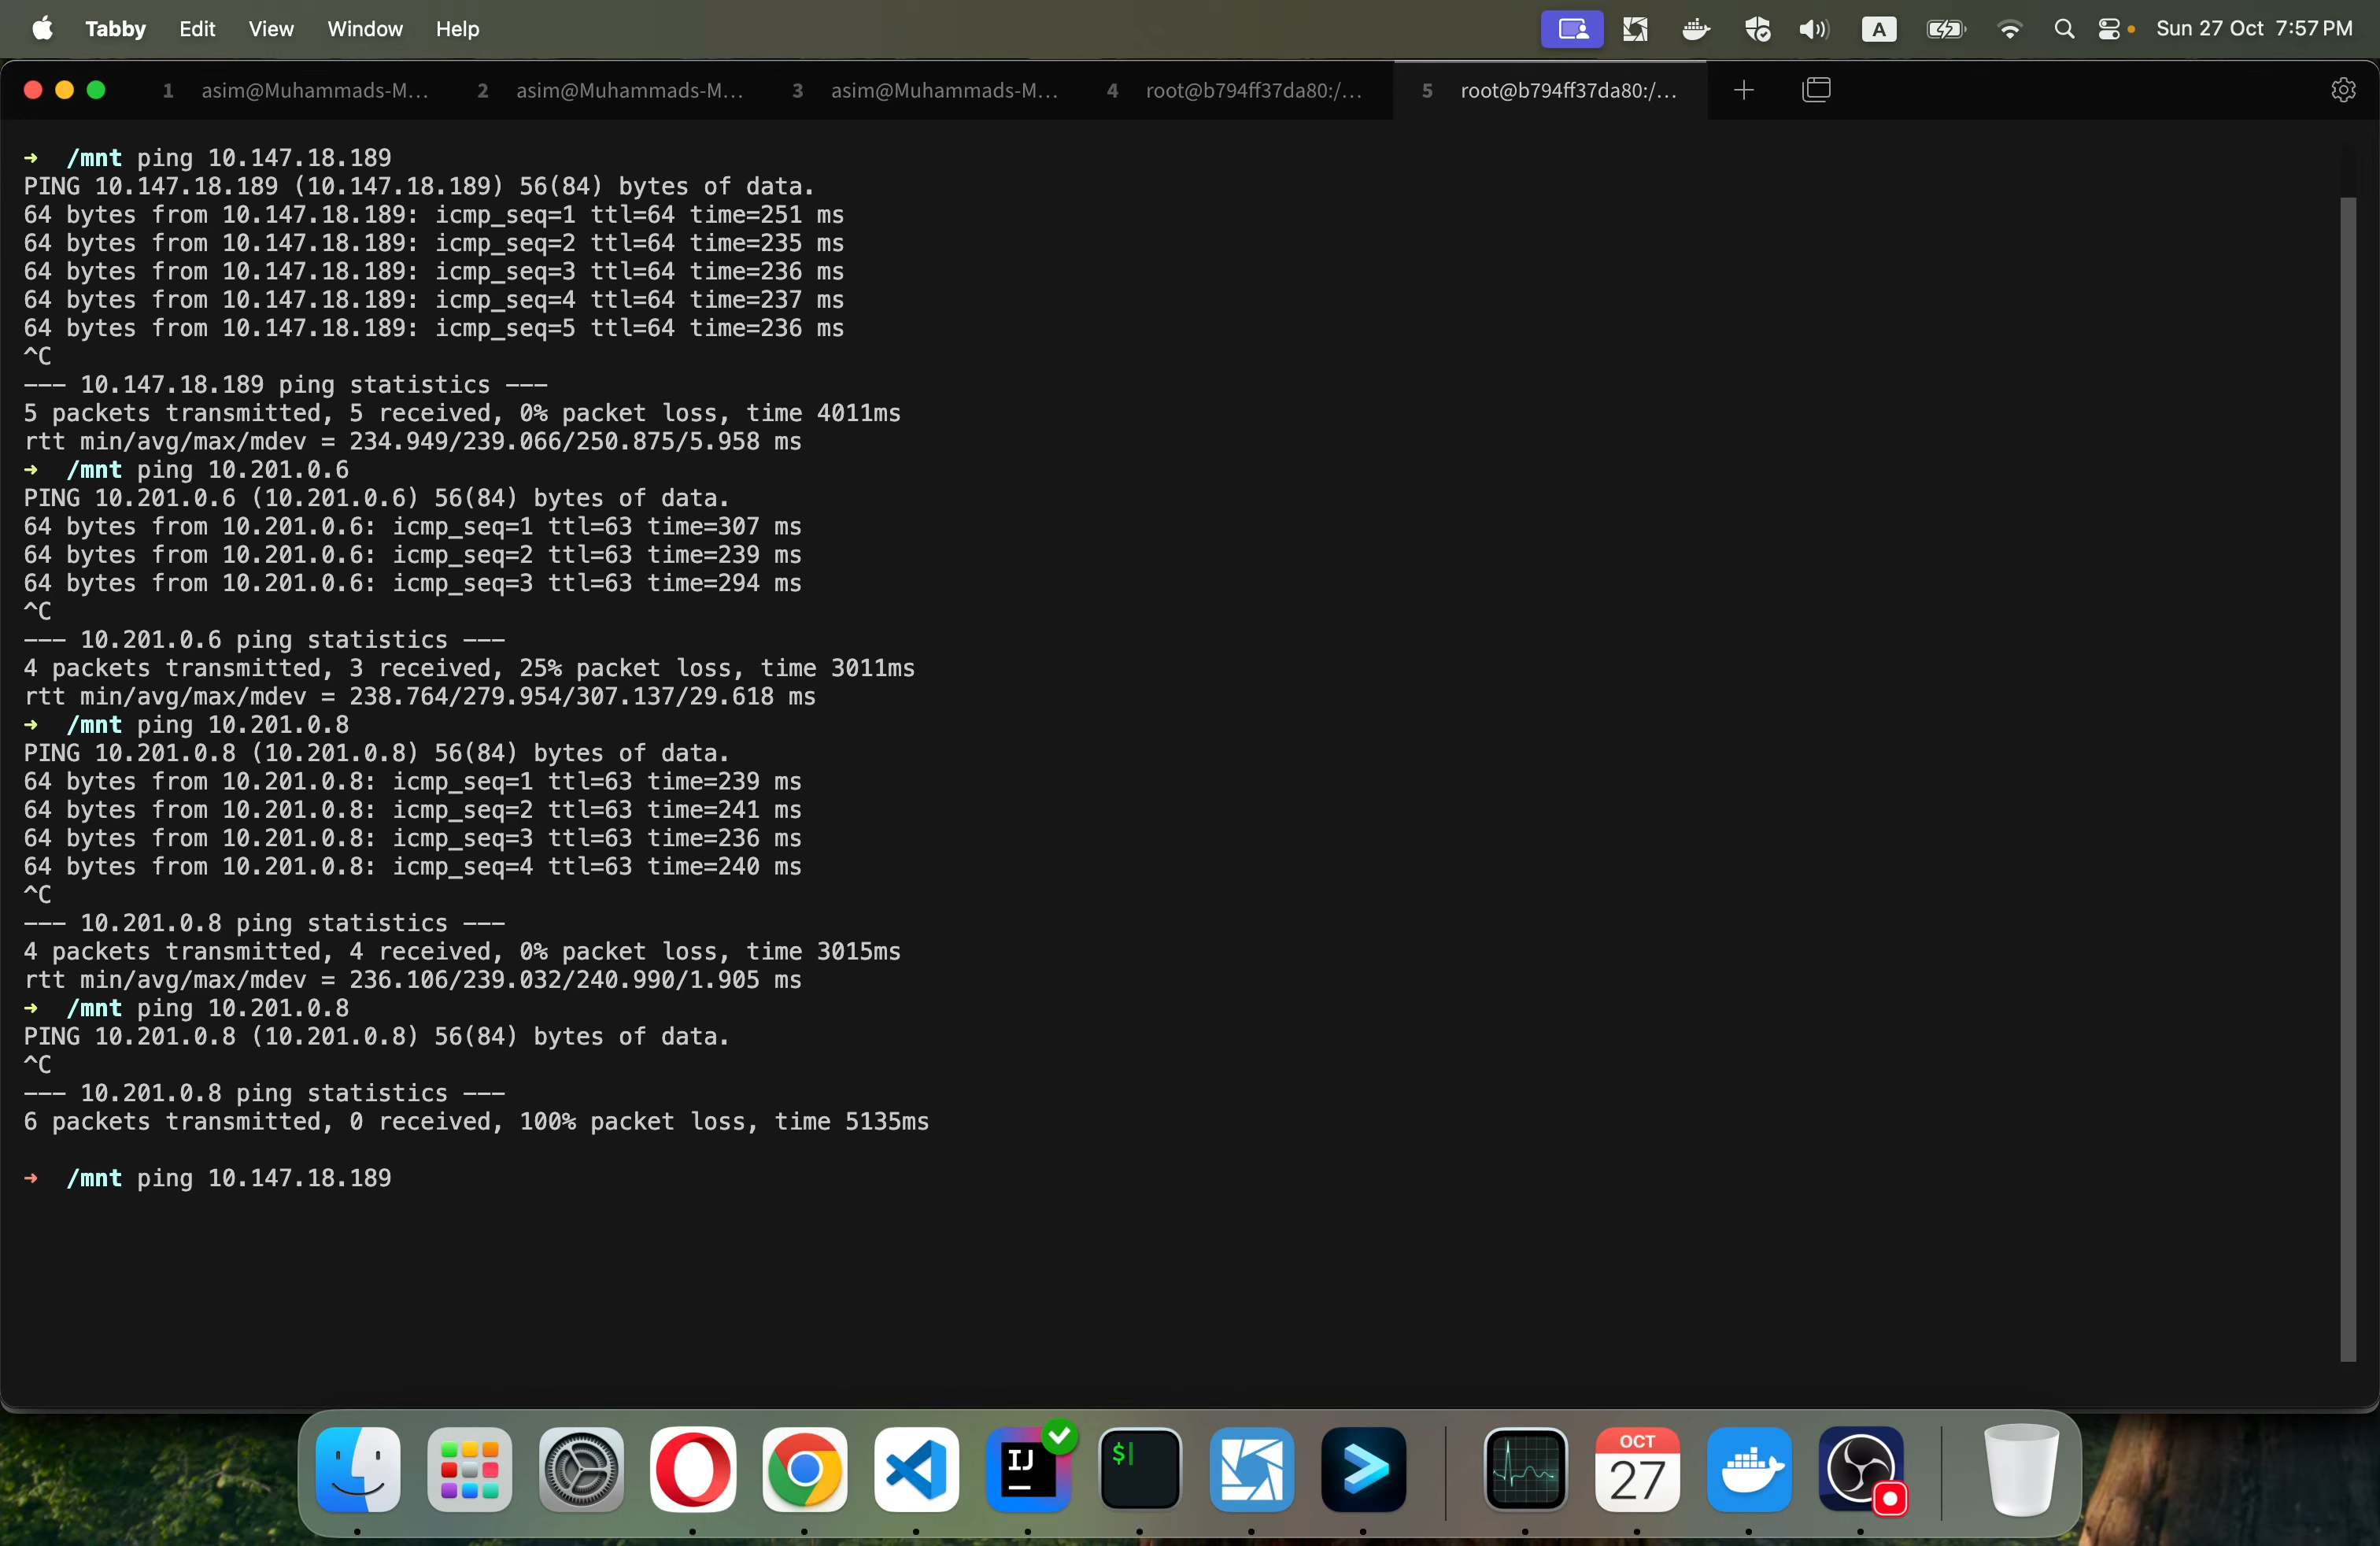 Tabby Edit View Window Help A Sun 27 Oct 7:57 PM
1 asim@Muhammads-M... 2 asim@Muhammads-M... 3 asim@Muhammads-M... 4 root@b794ff37da80:/... 5 root@b794ff37da80:/...
➜ /mnt ping 10.147.18.189
PING 10.147.18.189 (10.147.18.189) 56(84) bytes of data.
64 bytes from 10.147.18.189: icmp_seq=1 ttl=64 time=251 ms
64 bytes from 10.147.18.189: icmp_seq=2 ttl=64 time=235 ms
64 bytes from 10.147.18.189: icmp_seq=3 ttl=64 time=236 ms
64 bytes from 10.147.18.189: icmp_seq=4 ttl=64 time=237 ms
64 bytes from 10.147.18.189: icmp_seq=5 ttl=64 time=236 ms
^C
--- 10.147.18.189 ping statistics ---
5 packets transmitted, 5 received, 0% packet loss, time 4011ms
rtt min/avg/max/mdev = 234.949/239.066/250.875/5.958 ms
➜ /mnt ping 10.201.0.6
PING 10.201.0.6 (10.201.0.6) 56(84) bytes of data.
64 bytes from 10.201.0.6: icmp_seq=1 ttl=63 time=307 ms
64 bytes from 10.201.0.6: icmp_seq=2 ttl=63 time=239 ms
64 bytes from 10.201.0.6: icmp_seq=3 ttl=63 time=294 ms
^C
--- 10.201.0.6 ping statistics ---
4 packets transmitted, 3 received, 25% packet loss, time 3011ms
rtt min/avg/max/mdev = 238.764/279.954/307.137/29.618 ms
➜ /mnt ping 10.201.0.8
PING 10.201.0.8 (10.201.0.8) 56(84) bytes of data.
64 bytes from 10.201.0.8: icmp_seq=1 ttl=63 time=239 ms
64 bytes from 10.201.0.8: icmp_seq=2 ttl=63 time=241 ms
64 bytes from 10.201.0.8: icmp_seq=3 ttl=63 time=236 ms
64 bytes from 10.201.0.8: icmp_seq=4 ttl=63 time=240 ms
^C
--- 10.201.0.8 ping statistics ---
4 packets transmitted, 4 received, 0% packet loss, time 3015ms
rtt min/avg/max/mdev = 236.106/239.032/240.990/1.905 ms
➜ /mnt ping 10.201.0.8
PING 10.201.0.8 (10.201.0.8) 56(84) bytes of data.
^C
--- 10.201.0.8 ping statistics ---
6 packets transmitted, 0 received, 100% packet loss, time 5135ms
➜ /mnt ping 10.147.18.189
IJ
$
OCT
27